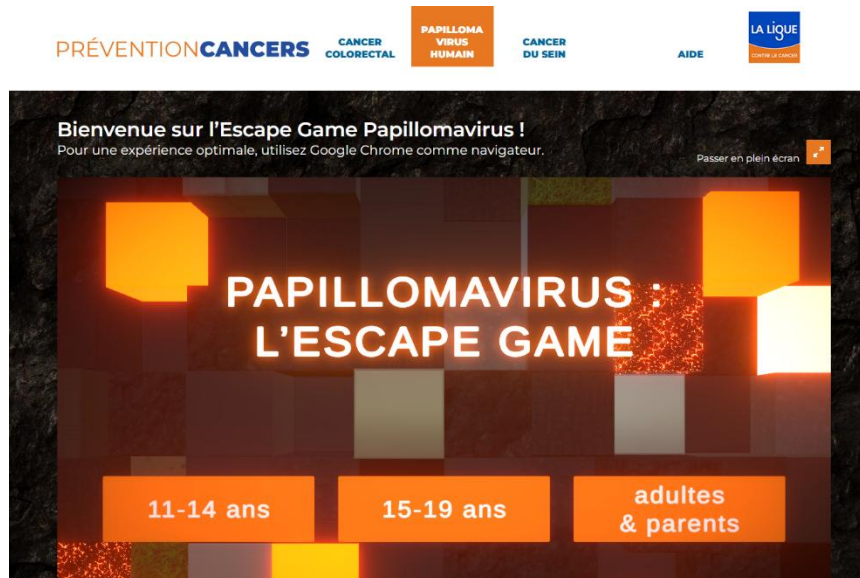 PRÉVENTIONCANCERS
CANCER
COLORECTAL
PAPILLOMA
VIRUS
HUMAIN
CANCER
DU SEIN
AIDE
LA LIGUE
CONTRE LE CANCER
Bienvenue sur l’Escape Game Papillomavirus !
Pour une expérience optimale, utilisez Google Chrome comme navigateur.
Passer en plein écran
PAPILLOMAVIRUS :
L’ESCAPE GAME
11-14 ans
15-19 ans
adultes
& parents